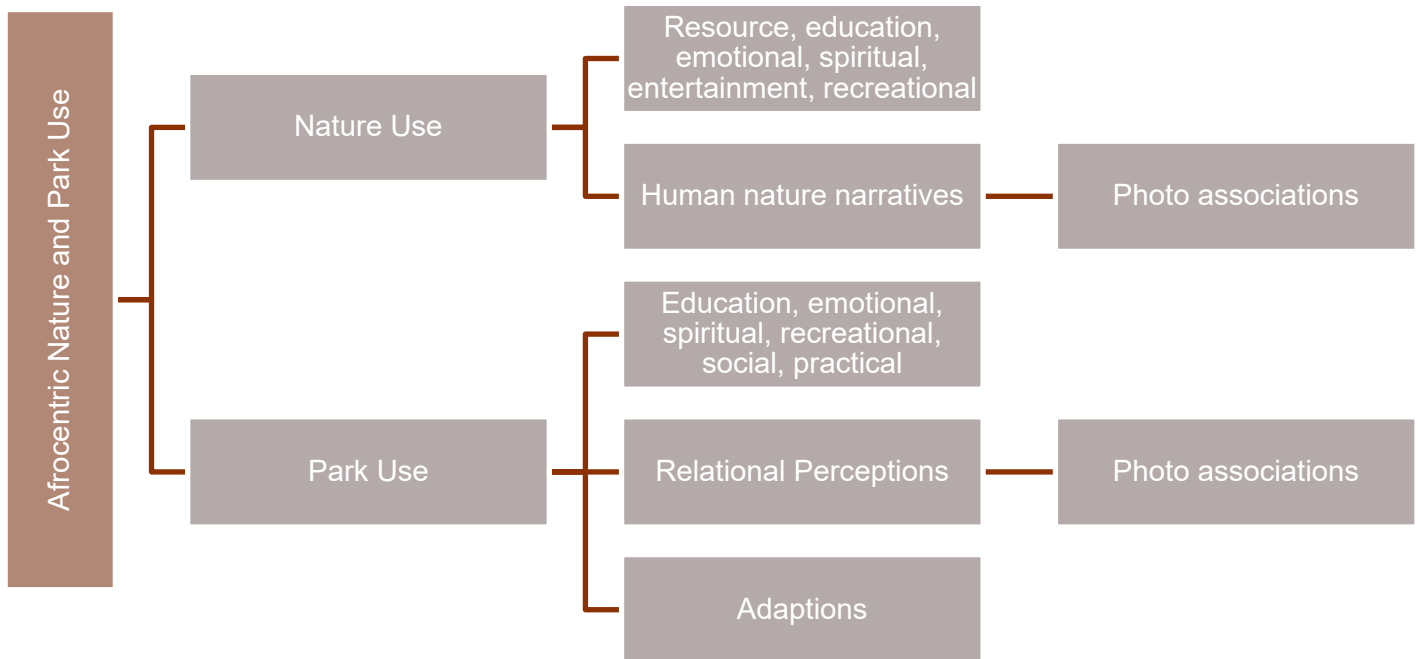 Afrocentric Nature and Park Use
Nature Use
Resource, education,
emotional, spiritual,
entertainment, recreational
Human nature narratives
Photo associations
Park Use
Education, emotional,
spiritual, recreational,
social, practical
Relational Perceptions
Photo associations
Adaptions